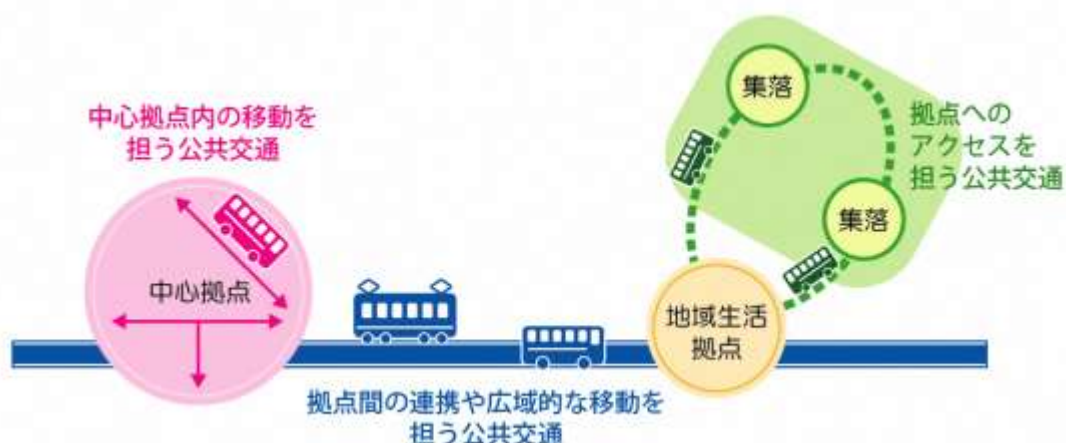 中心拠点内の移動を
担う公共交通
中心拠点
集落
集落
拠点への
アクセスを
担う公共交通
地域生活
拠点
拠点間の連携や広域的な移動を
担う公共交通